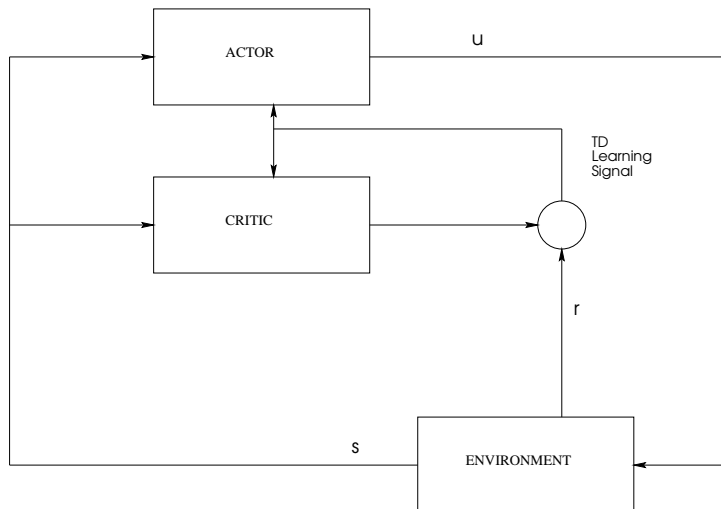 u
ACTOR
TD
Learning
Signal
CRITIC
r
s
ENVIRONMENT